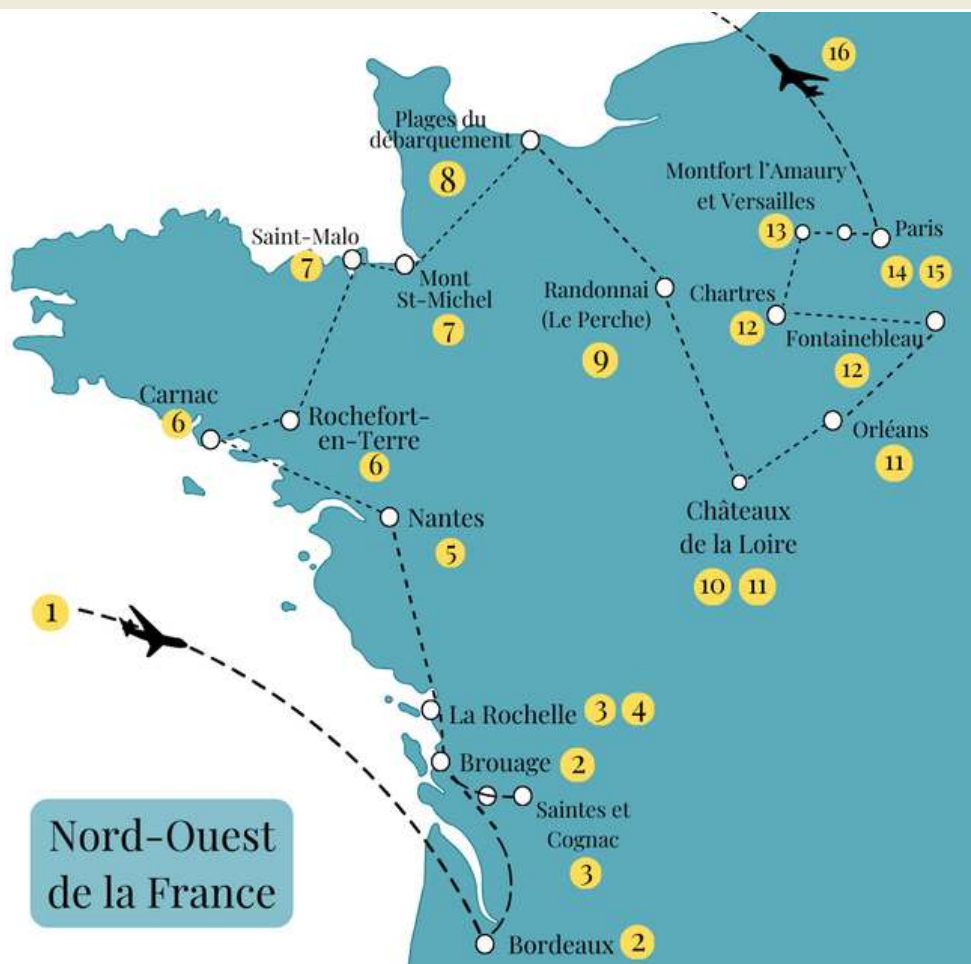 16
Plages du
débarquement
8
Montfort l'Amaury
et Versailles
13
Paris
14 15
Saint-Malo
7
Mont
St-Michel
7
Randonnai
(Le Perche)
9
Chartres
12
Fontainebleau
12
Carnac
6
Rochefort-
en-Terre
6
Orléans
11
Nantes
5
Châteaux
de la Loire
10 11
1
La Rochelle 3 4
Brouage 2
Saintes et
Cognac
3
Nord-Ouest
de la France
Bordeaux 2